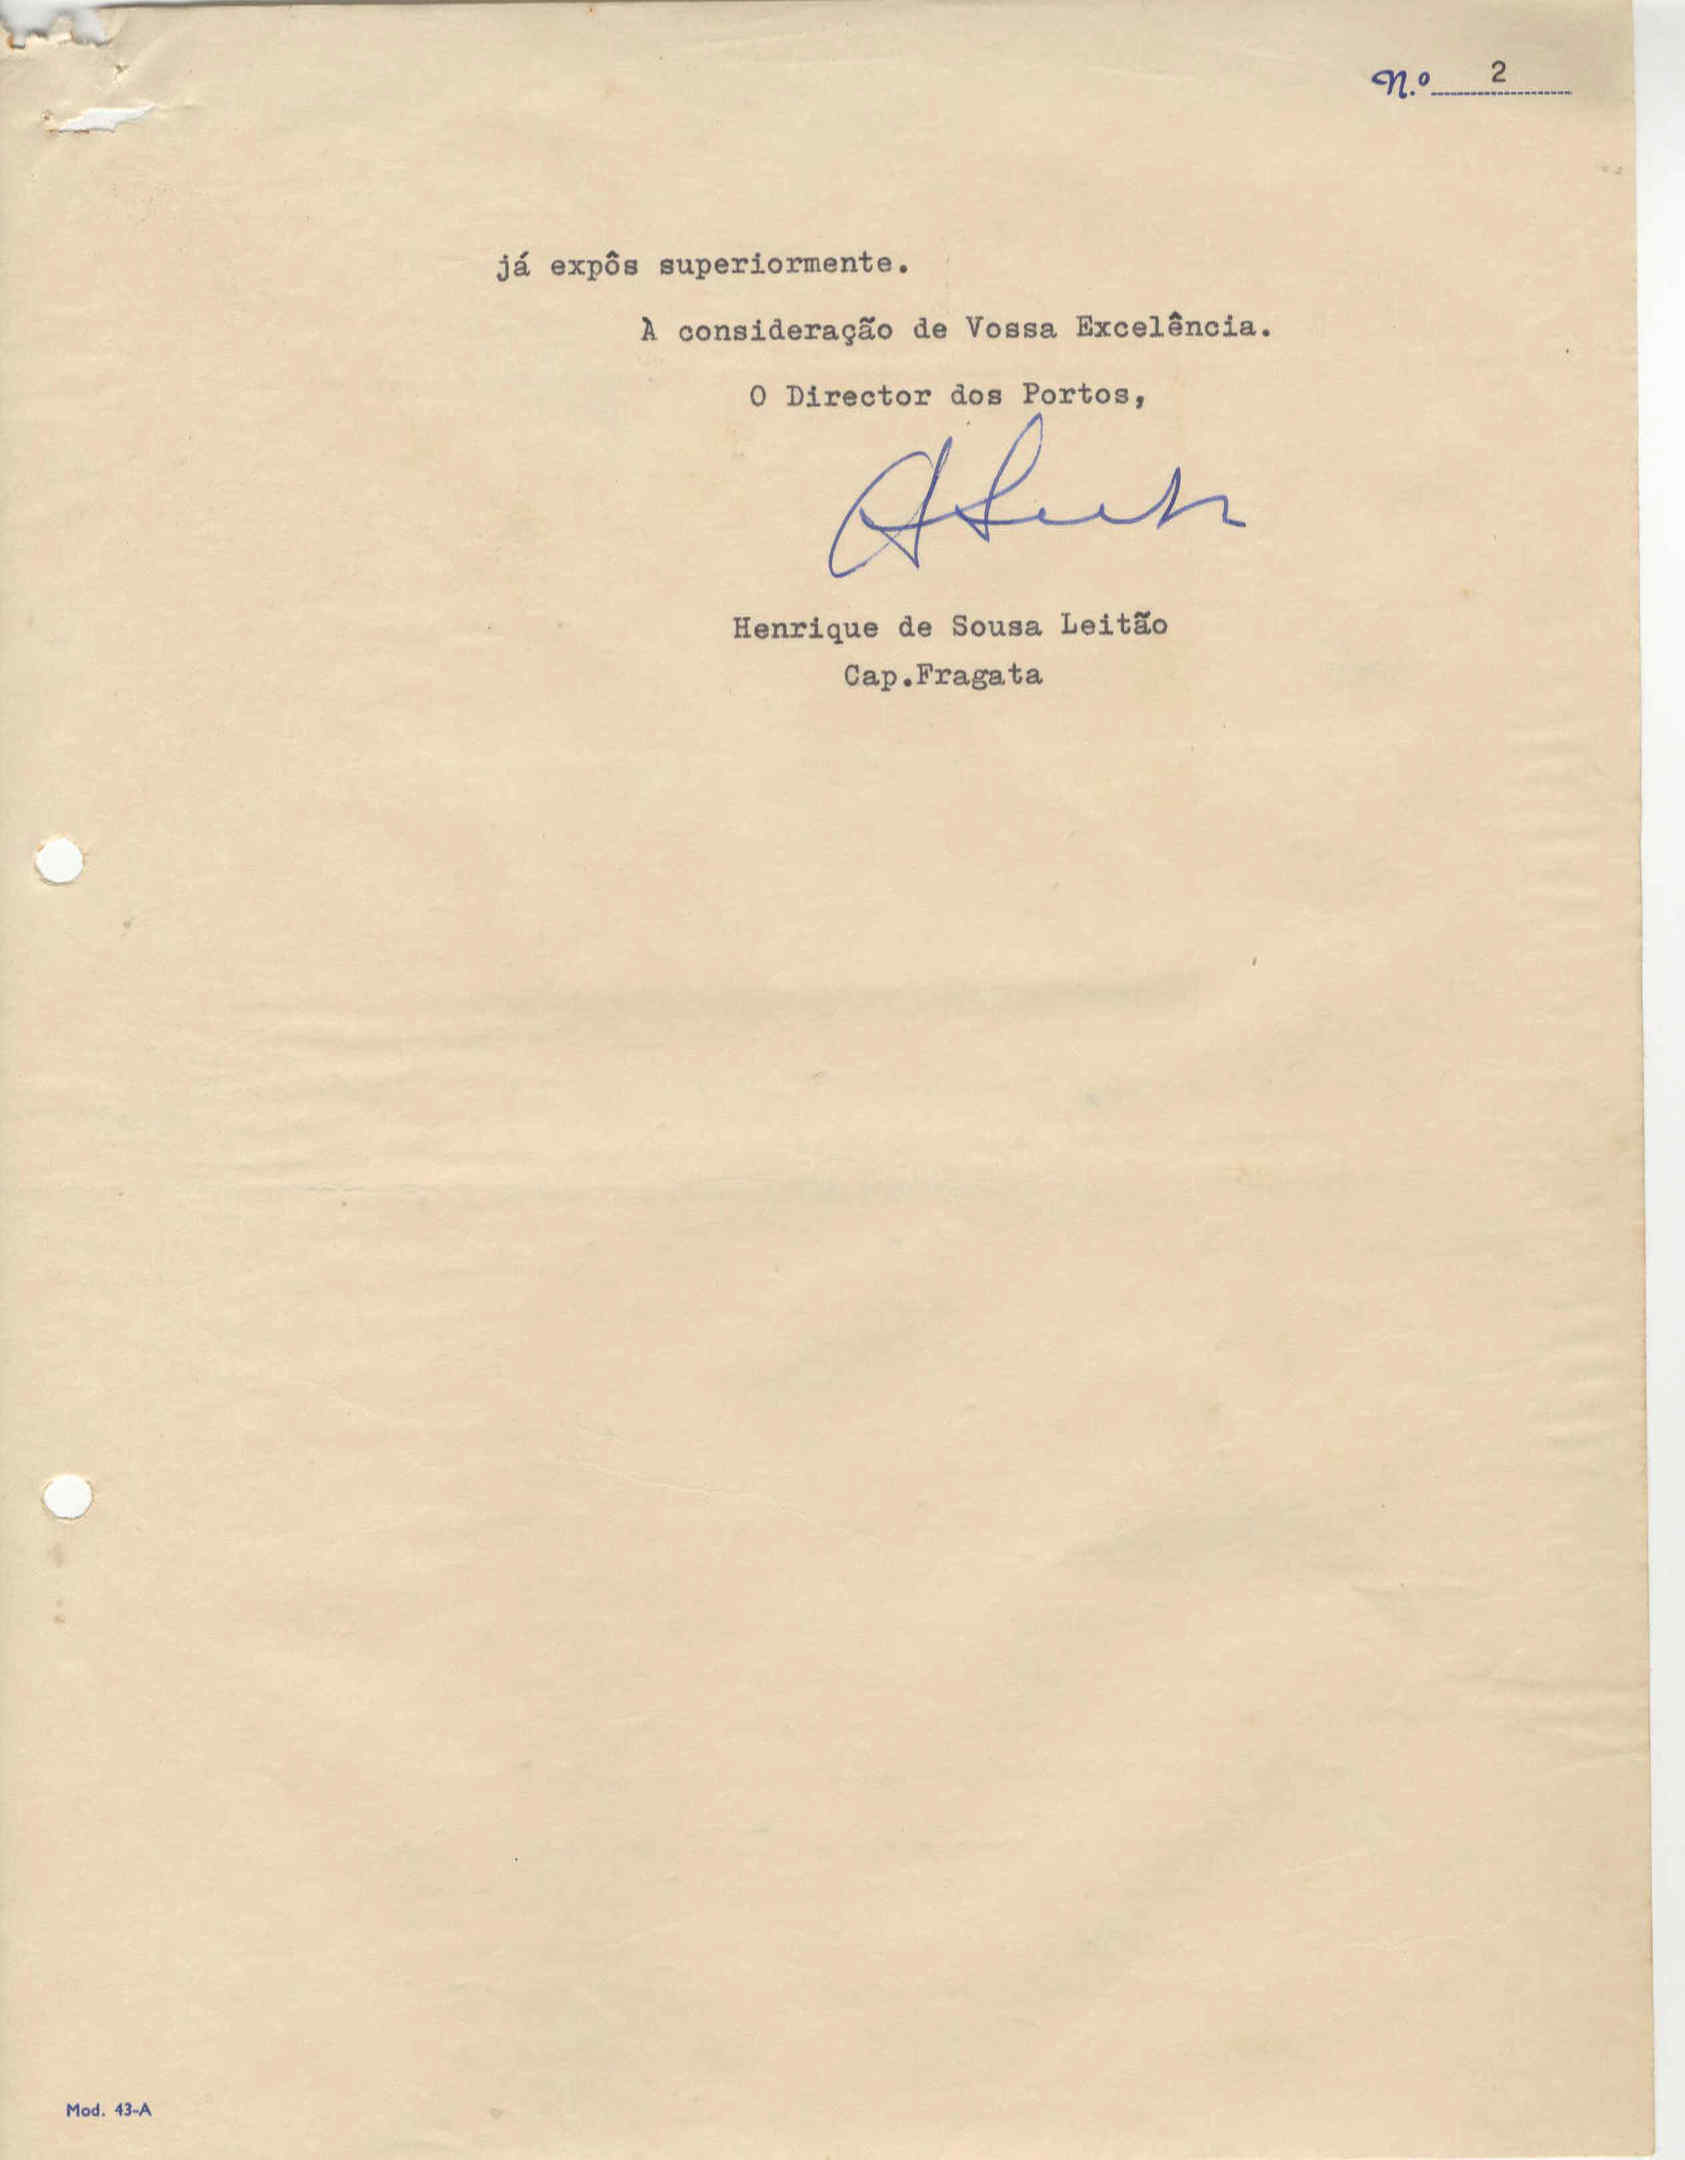 N.º 2
já expôs superiormente.
À consideração de Vossa Excelência.
O Director dos Portos,
Henrique de Sousa Leitão
Cap.Fragata
Mod. 43-A